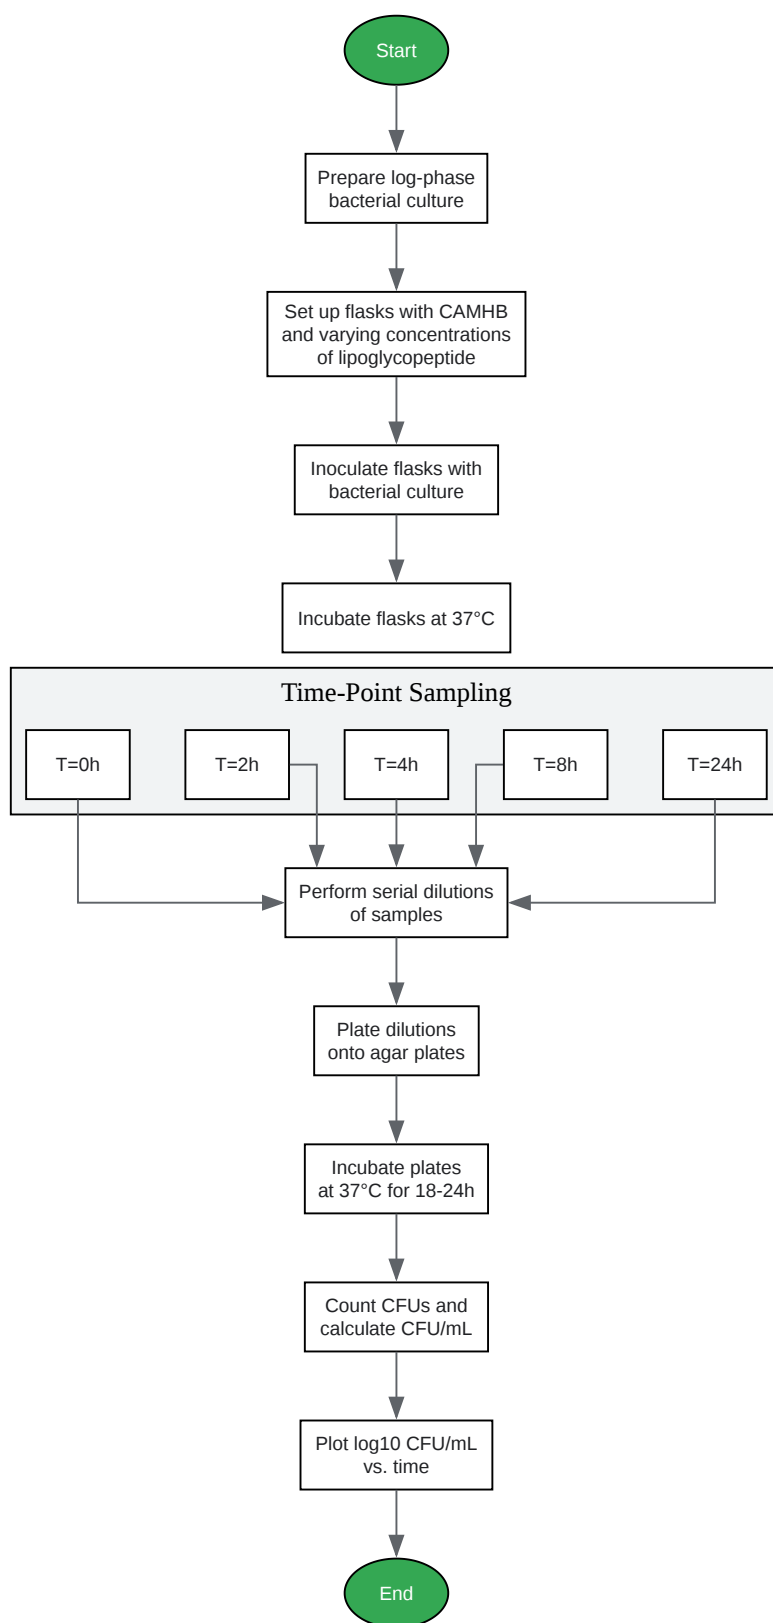 Start
Prepare log-phase
bacterial culture
Set up flasks with CAMHB
and varying concentrations
of lipoglycopeptide
Inoculate flasks with
bacterial culture
Incubate flasks at 37°C
Time-Point Sampling
T=0h
T=2h
T=4h
T=8h
T=24h
Perform serial dilutions
of samples
Plate dilutions
onto agar plates
Incubate plates
at 37°C for 18-24h
Count CFUs and
calculate CFU/mL
Plot log10 CFU/mL
vs. time
End